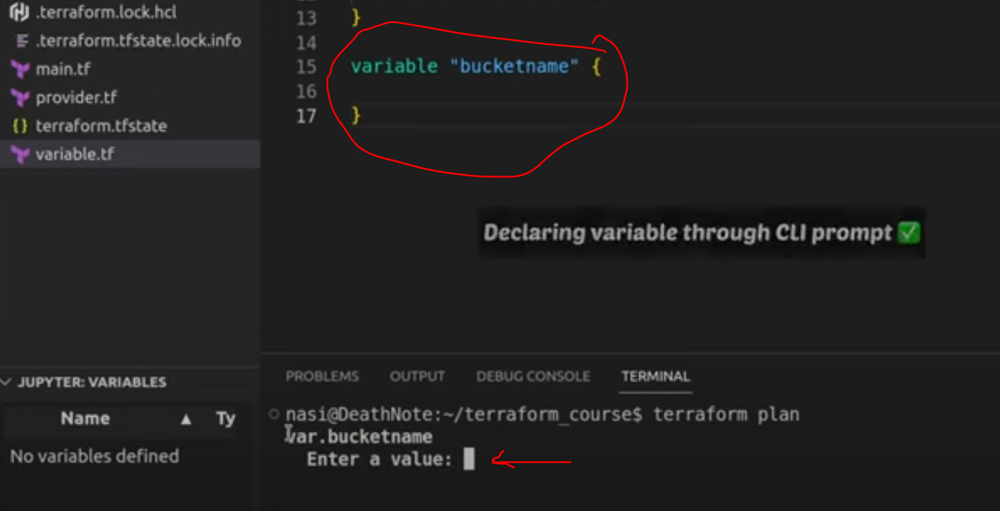 .terraform.lock.hcl
.terraform.tfstate.lock.info
main.tf
provider.tf
{} terraform.tfstate
variable.tf
13 }
14
15 variable "bucketname" {
16
17 }
Declaring variable through CLI prompt ✅
JUPYTER: VARIABLES
Name ▲ Ty
No variables defined
PROBLEMS OUTPUT DEBUG CONSOLE TERMINAL
nasi@DeathNote:~/terraform_course$ terraform plan
var.bucketname
Enter a value: